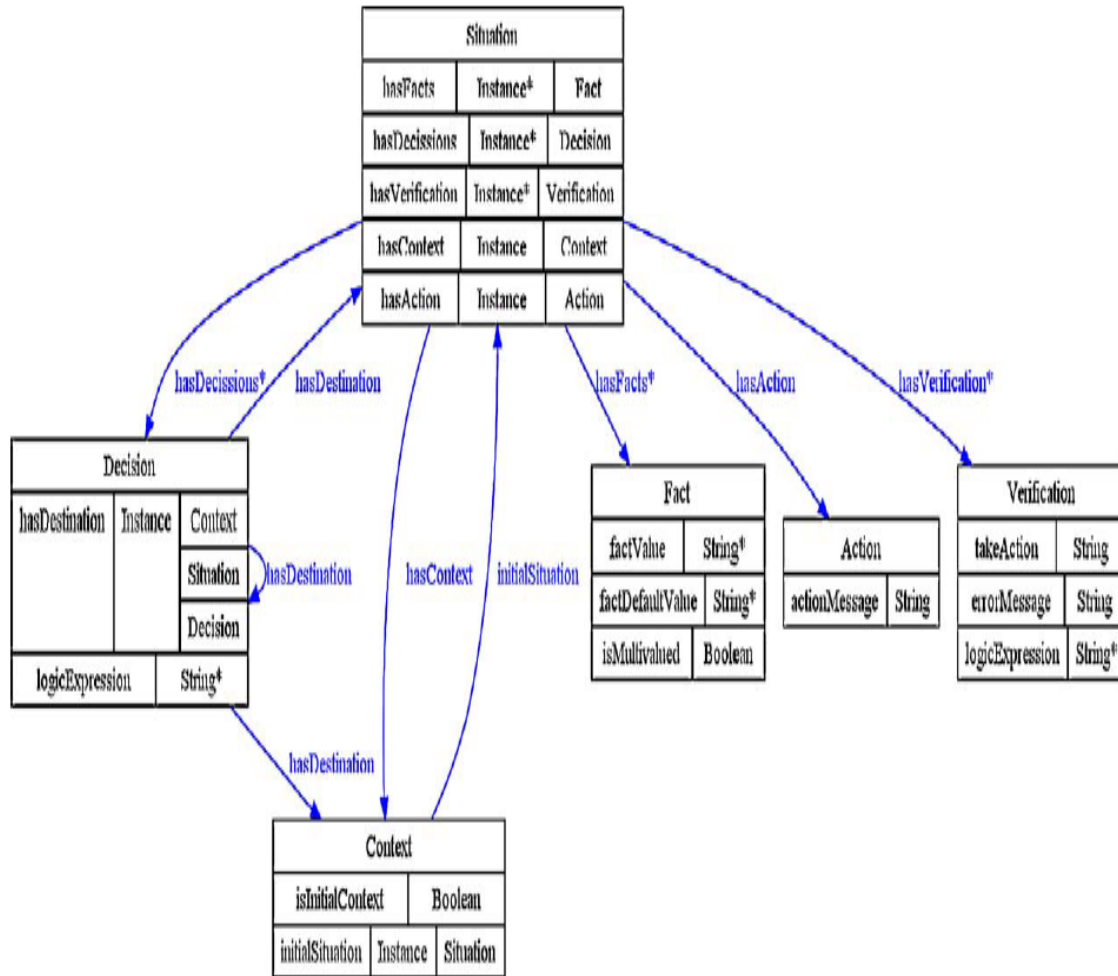 Situation
hasFacts Instance* Fact
hasDecissions Instance* Decision
hasVerification Instance* Verification
hasContext Instance Context
hasAction Instance Action
hasDecissions*
hasDestination
hasFacts*
hasAction
hasVerification*
Decision
hasDestination Instance Context
Situation
Decision
logicExpression String*
hasDestination
hasContext
initialSituation
Fact
factValue String*
factDefaultValue String*
isMultivalued Boolean
Action
actionMessage String
Verification
takeAction String
errorMessage String
logicExpression String*
hasDestination
Context
isInitialContext Boolean
initialSituation Instance Situation